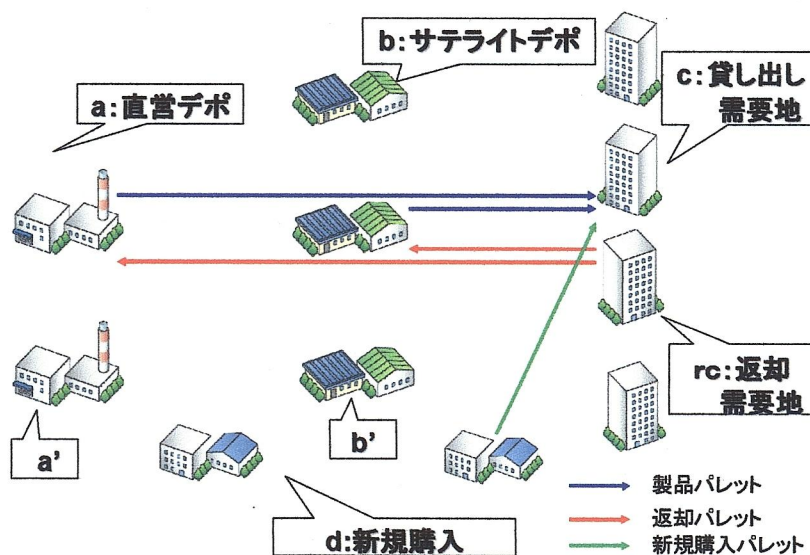 b:サテライトデポ
a:直営デポ
c:貸し出し
需要地
rc:返却
需要地
a'
b'
d:新規購入
製品パレット
返却パレット
新規購入パレット